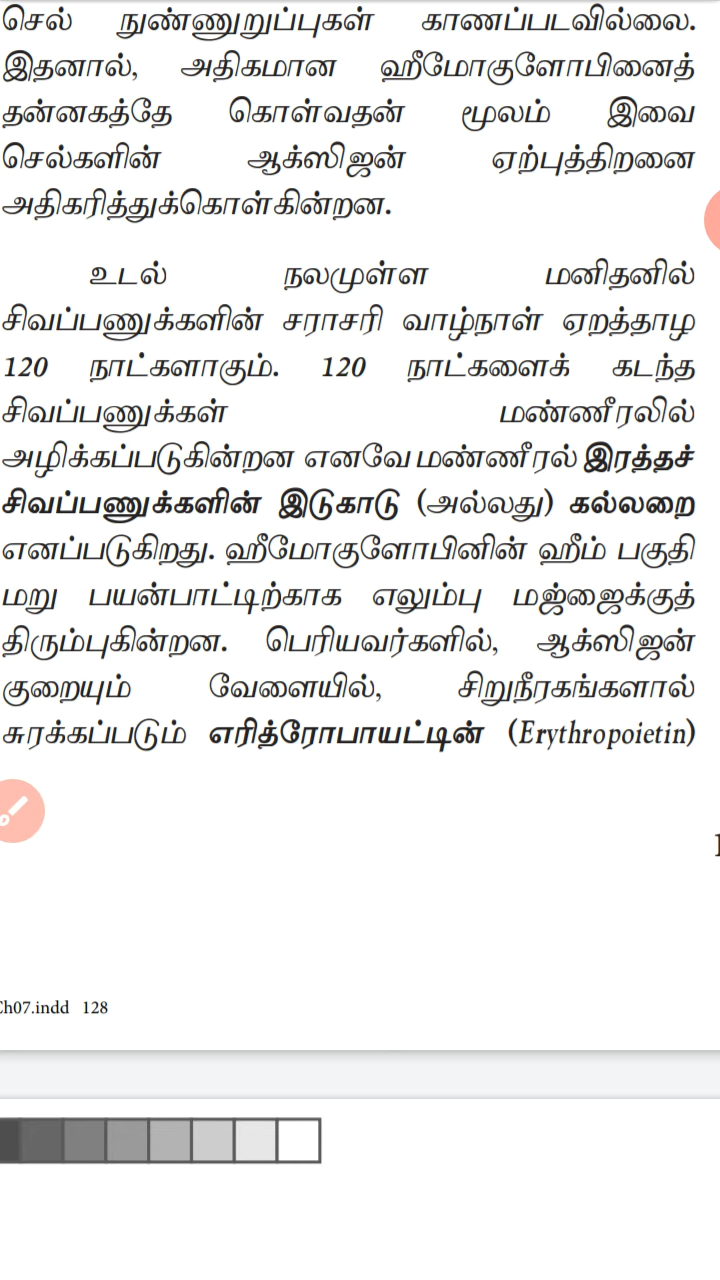 செல் நுண்ணுறுப்புகள் காணப்படவில்லை.
இதனால், அதிகமான ஹீமோகுளோபினைத்
தன்னகத்தே கொள்வதன் மூலம் இவை
செல்களின் ஆக்ஸிஜன் ஏற்புத்திறனை
அதிகரித்துக்கொள்கின்றன.
உடல் நலமுள்ள மனிதனில்
சிவப்பணுக்களின் சராசரி வாழ்நாள் ஏறத்தாழ
120 நாட்களாகும். 120 நாட்களைக் கடந்த
சிவப்பணுக்கள் மண்ணீரலில்
அழிக்கப்படுகின்றன எனவே மண்ணீரல் இரத்தச்
சிவப்பணுக்களின் இடுகாடு (அல்லது) கல்லறை
எனப்படுகிறது. ஹீமோகுளோபினின் ஹீம் பகுதி
மறு பயன்பாட்டிற்காக எலும்பு மஜ்ஜைக்குத்
திரும்புகின்றன. பெரியவர்களில், ஆக்ஸிஜன்
குறையும் வேளையில், சிறுநீரகங்களால்
சுரக்கப்படும் எரித்ரோபாயட்டின் (Erythropoietin)
Ch07.indd 128